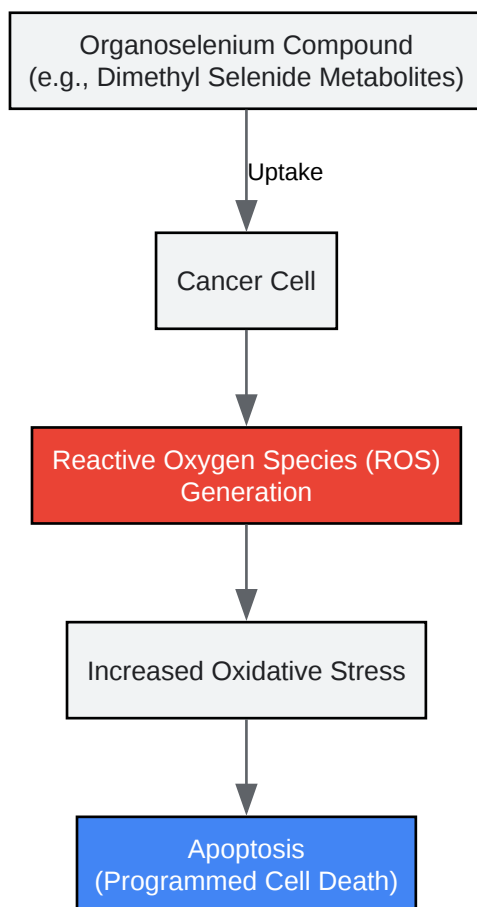 Organoselenium Compound
(e.g., Dimethyl Selenide Metabolites)
Uptake
Cancer Cell
Reactive Oxygen Species (ROS)
Generation
Increased Oxidative Stress
Apoptosis
(Programmed Cell Death)